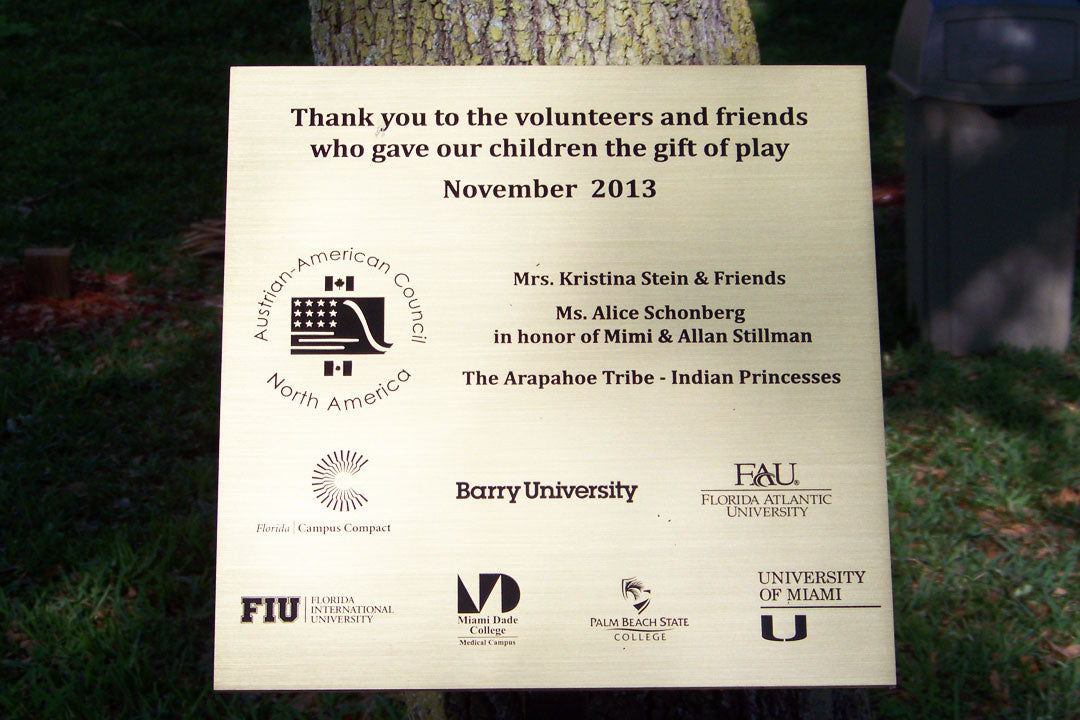 Thank you to the volunteers and friends
who gave our children the gift of play
November 2013
Austrian-American Council
North America
Mrs. Kristina Stein & Friends
Ms. Alice Schonberg
in honor of Mimi & Allan Stillman
The Arapahoe Tribe - Indian Princesses
Florida | Campus Compact
Barry University
FAU®
FLORIDA ATLANTIC
UNIVERSITY
FIU
FLORIDA
INTERNATIONAL
UNIVERSITY
MD
Miami Dade
College
Medical Campus
PALM BEACH STATE
COLLEGE
UNIVERSITY
OF MIAMI
U